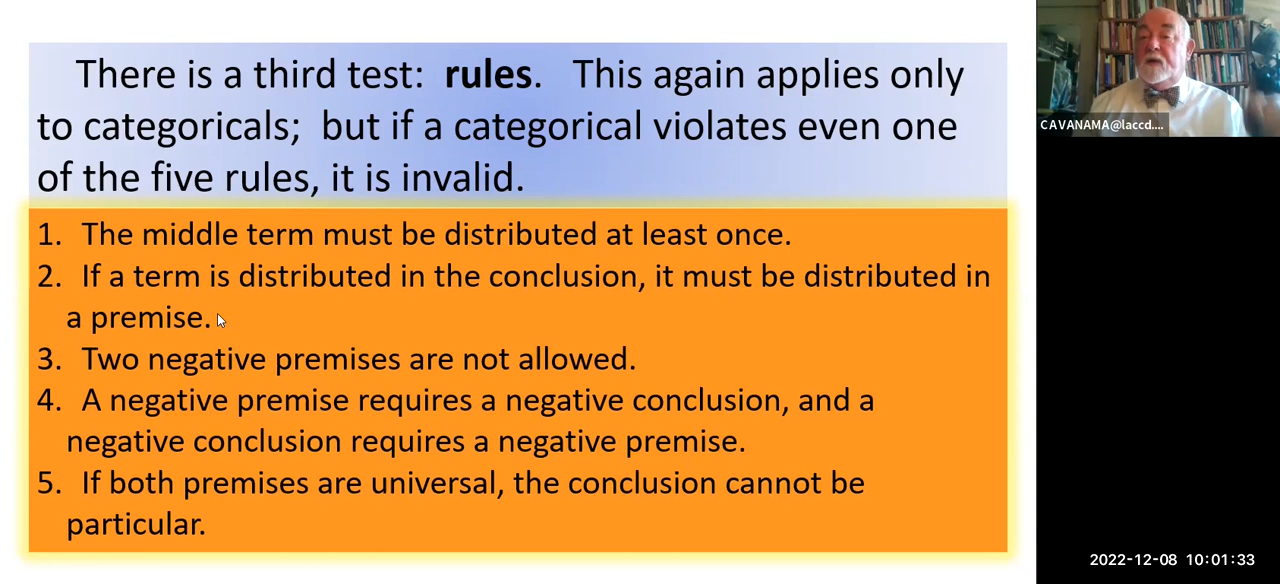 There is a third test: rules. This again applies only
to categoricals; but if a categorical violates even one
of the five rules, it is invalid.
1. The middle term must be distributed at least once.
2. If a term is distributed in the conclusion, it must be distributed in
a premise.
3. Two negative premises are not allowed.
4. A negative premise requires a negative conclusion, and a
negative conclusion requires a negative premise.
5. If both premises are universal, the conclusion cannot be
particular.
CAVANAMA@laccd....
2022-12-08 10:01:33